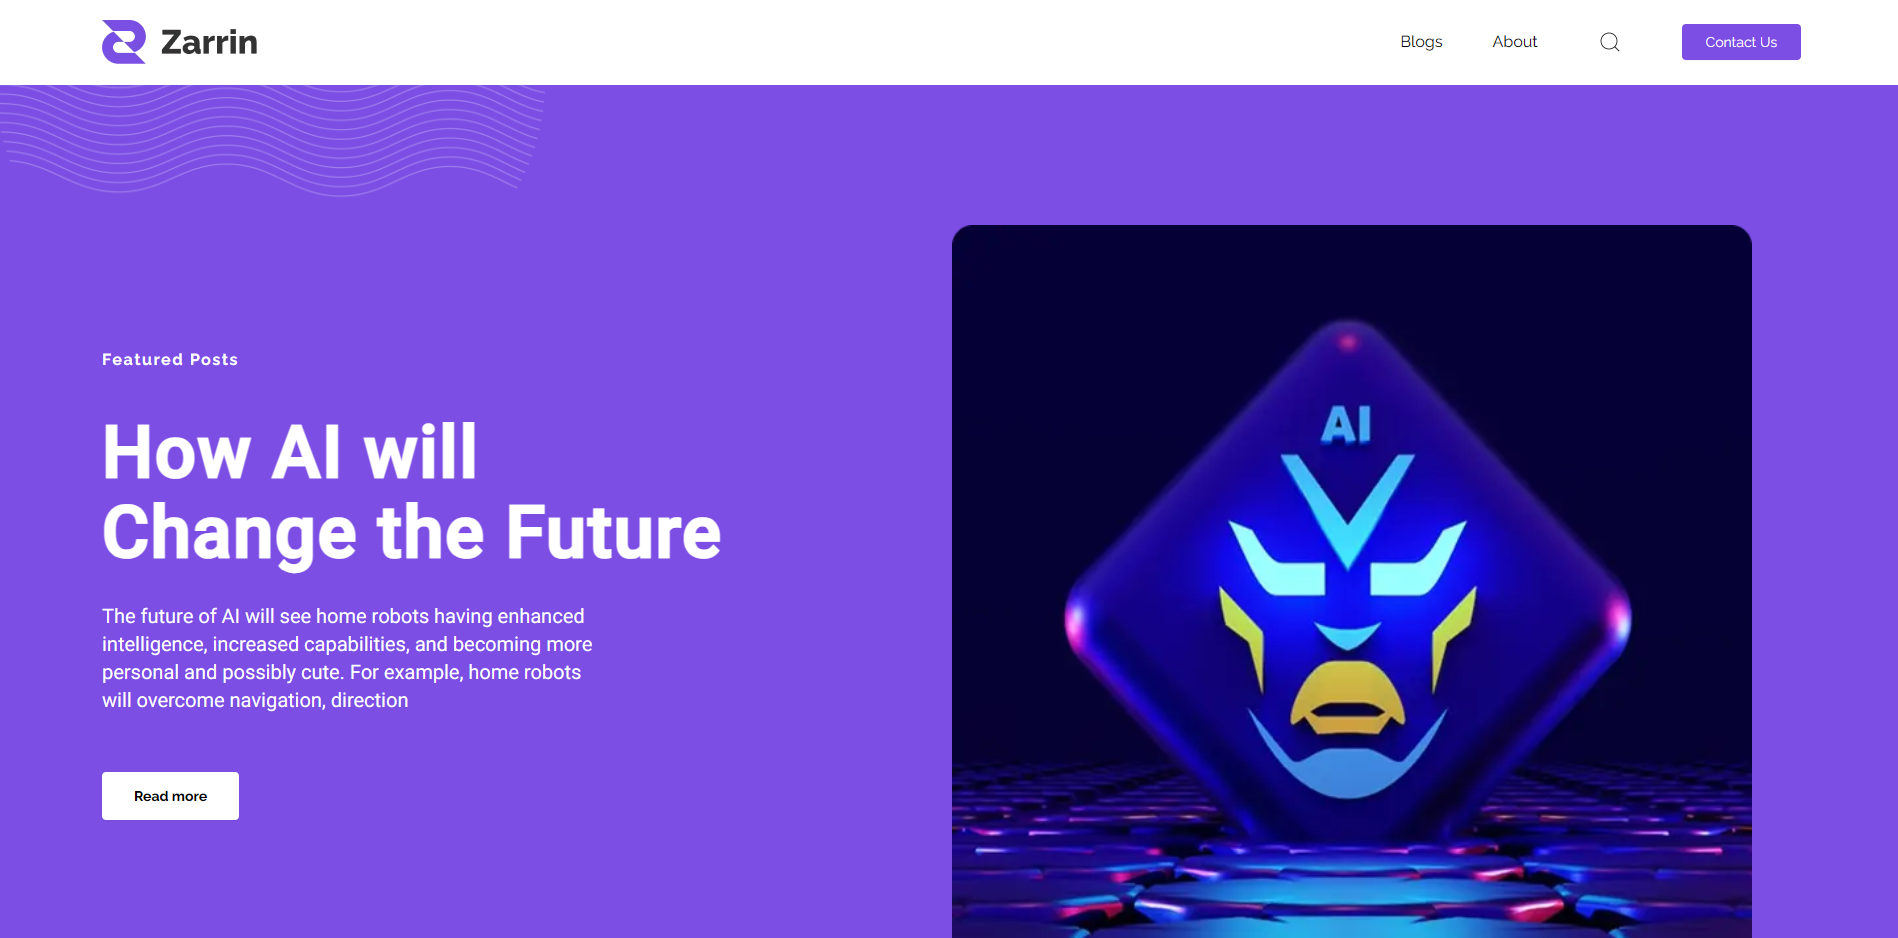 Zarrin
Blogs
About
Contact Us
Featured Posts
How AI will
Change the Future
The future of AI will see home robots having enhanced
intelligence, increased capabilities, and becoming more
personal and possibly cute. For example, home robots
will overcome navigation, direction
Read more
AI